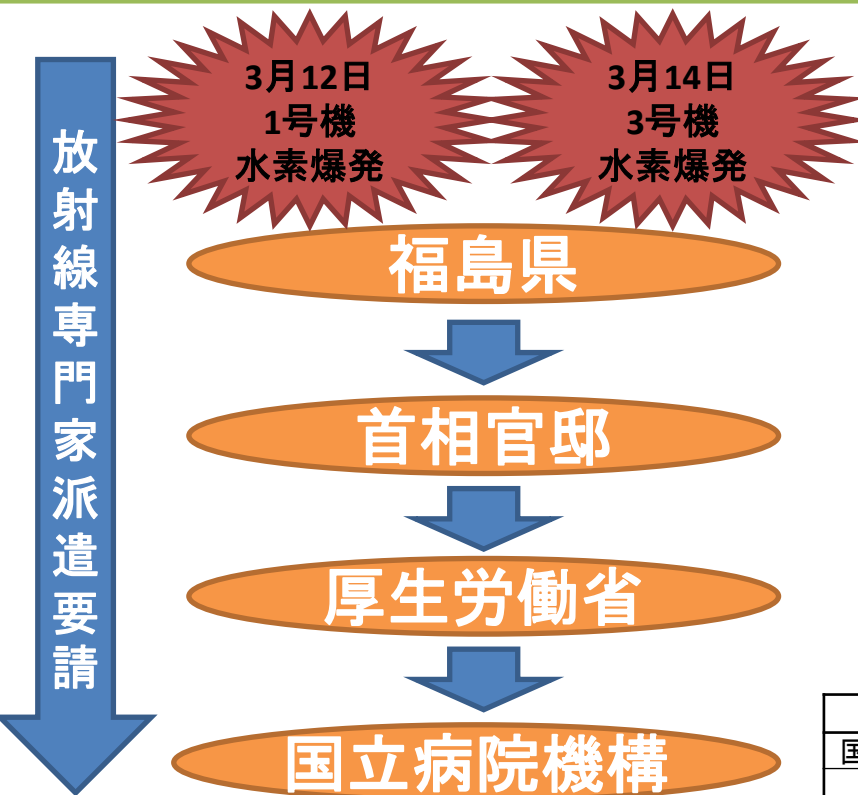 3月12日
1号機
水素爆発
3月14日
3号機
水素爆発
放射線専門家派遣要請
福島県
首相官邸
厚生労働省
国立病院機構